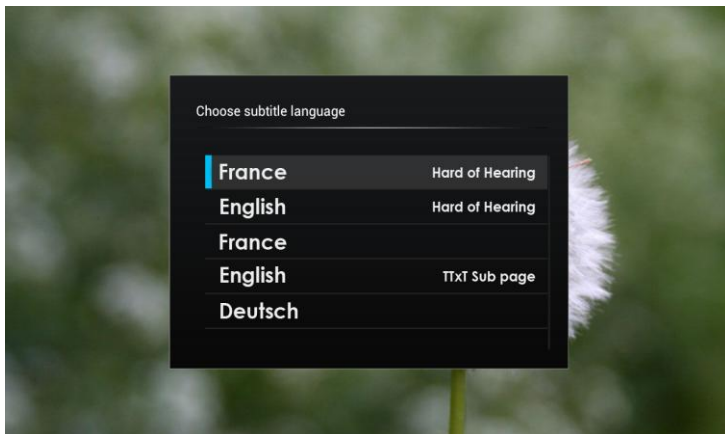 Choose subtitle language
France Hard of Hearing
English Hard of Hearing
France
English TTxT Sub page
Deutsch